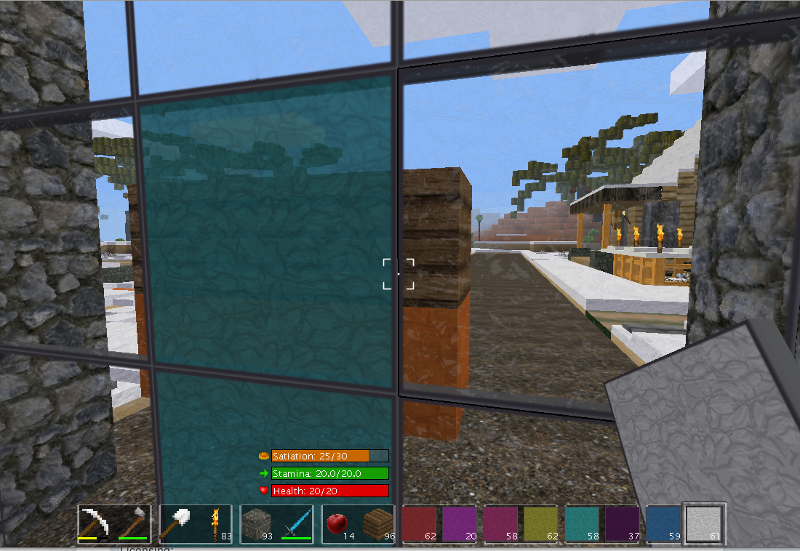 Satiation: 25/30
Stamina: 20.0/20.0
Health: 20/20
83 93 14 96 62 20 58 62 58 37 59 61
Licensing: